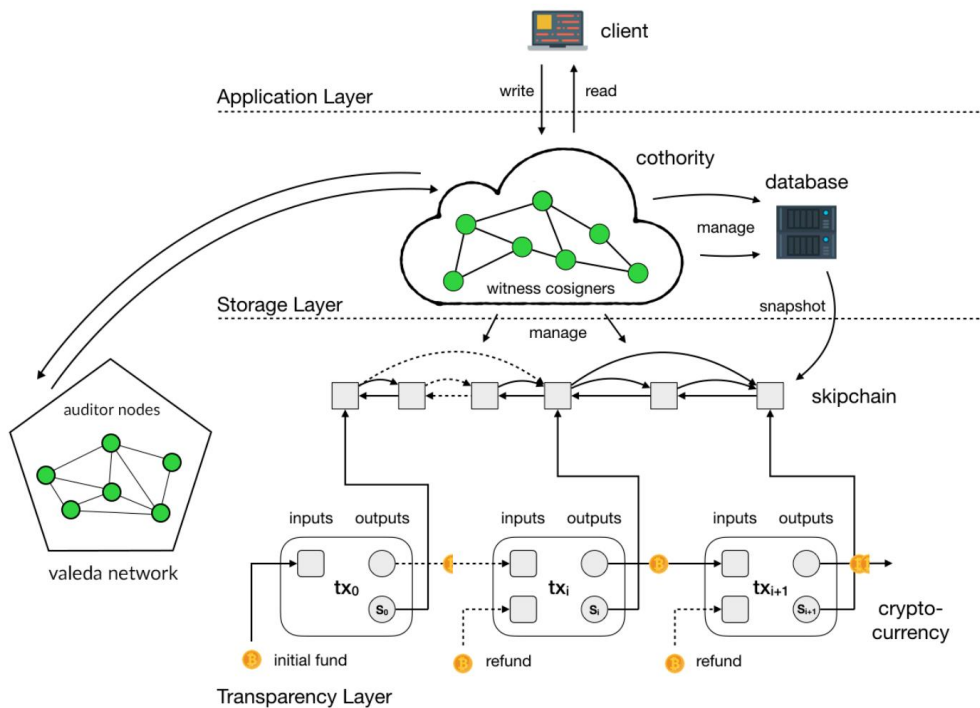 client
write
read
Application Layer
cothority
database
manage
witness cosigners
Storage Layer
snapshot
manage
auditor nodes
skipchain
inputs outputs
inputs outputs
inputs outputs
valeda network
tx0
txi
txi+1
S0
Si
Si+1
crypto-
currency
initial fund
refund
refund
Transparency Layer